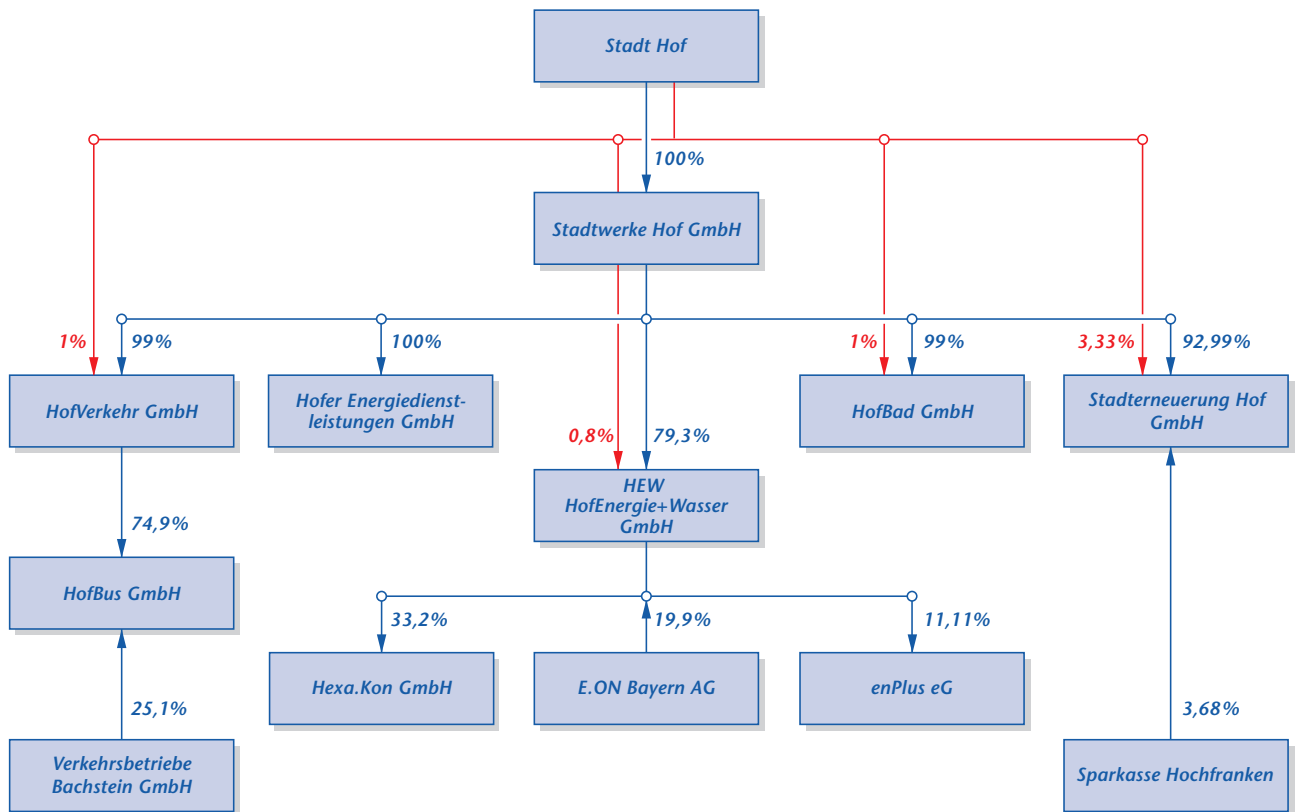 Stadt Hof
100%
Stadtwerke Hof GmbH
1%
99%
100%
1%
99%
3,33%
92,99%
HofVerkehr GmbH
Hofer Energiedienst-
leistungen GmbH
HofBad GmbH
Stadterneuerung Hof
GmbH
0,8%
79,3%
HEW
HofEnergie+Wasser
GmbH
74,9%
HofBus GmbH
33,2%
19,9%
11,11%
Hexa.Kon GmbH
E.ON Bayern AG
enPlus eG
25,1%
3,68%
Verkehrsbetriebe
Bachstein GmbH
Sparkasse Hochfranken